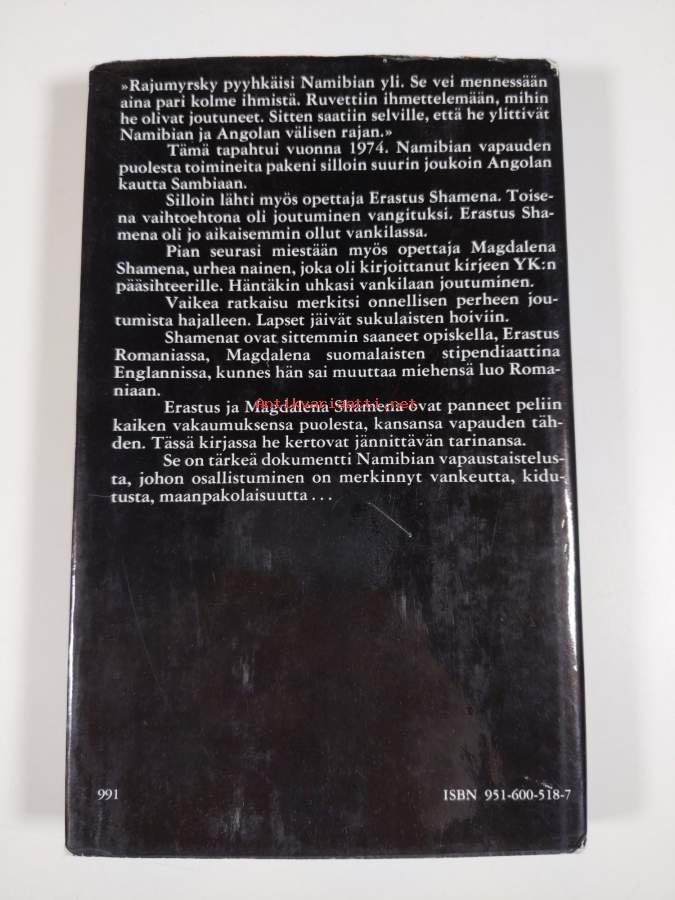 »Rajumyrsky pyyhkäisi Namibian yli. Se vei mennessään
aina pari kolme ihmistä. Ruvettiin ihmettelemään, mihin
he olivat joutuneet. Sitten saatiin selville, että he ylittivät
Namibian ja Angolan välisen rajan.»
Tämä tapahtui vuonna 1974. Namibian vapauden
puolesta toimineita pakeni silloin suurin joukoin Angolan
kautta Sambiaan.
Silloin lähti myös opettaja Erastus Shamena. Toise-
na vaihtoehtona oli joutuminen vangituksi. Erastus Sha-
mena oli jo aikaisemmin ollut vankilassa.
Pian seurasi miestään myös opettaja Magdalena
Shamena, urhea nainen, joka oli kirjoittanut kirjeen YK:n
pääsihteerille. Häntäkin uhkasi vankilaan joutuminen.
Vaikea ratkaisu merkitsi onnellisen perheen jou-
tumista hajalleen. Lapset jäivät sukulaisten hoiviin.
Shamenat ovat sittemmin saaneet opiskella, Erastus
Romaniassa, Magdalena suomalaisten stipendiaattina
Englannissa, kunnes hän sai muuttaa miehensä luo Roma-
niaan.
antikvariaatti.net
Erastus ja Magdalena Shamena ovat panneet peliin
kaiken vakaumuksensa puolesta, kansansa vapauden täh-
den. Tässä kirjassa he kertovat jännittävän tarinansa.
Se on tärkeä dokumentti Namibian vapaustaistelus-
ta, johon osallistuminen on merkinnyt vankeutta, kidu-
tusta, maanpakolaisuutta...
991
ISBN 951-600-518-7